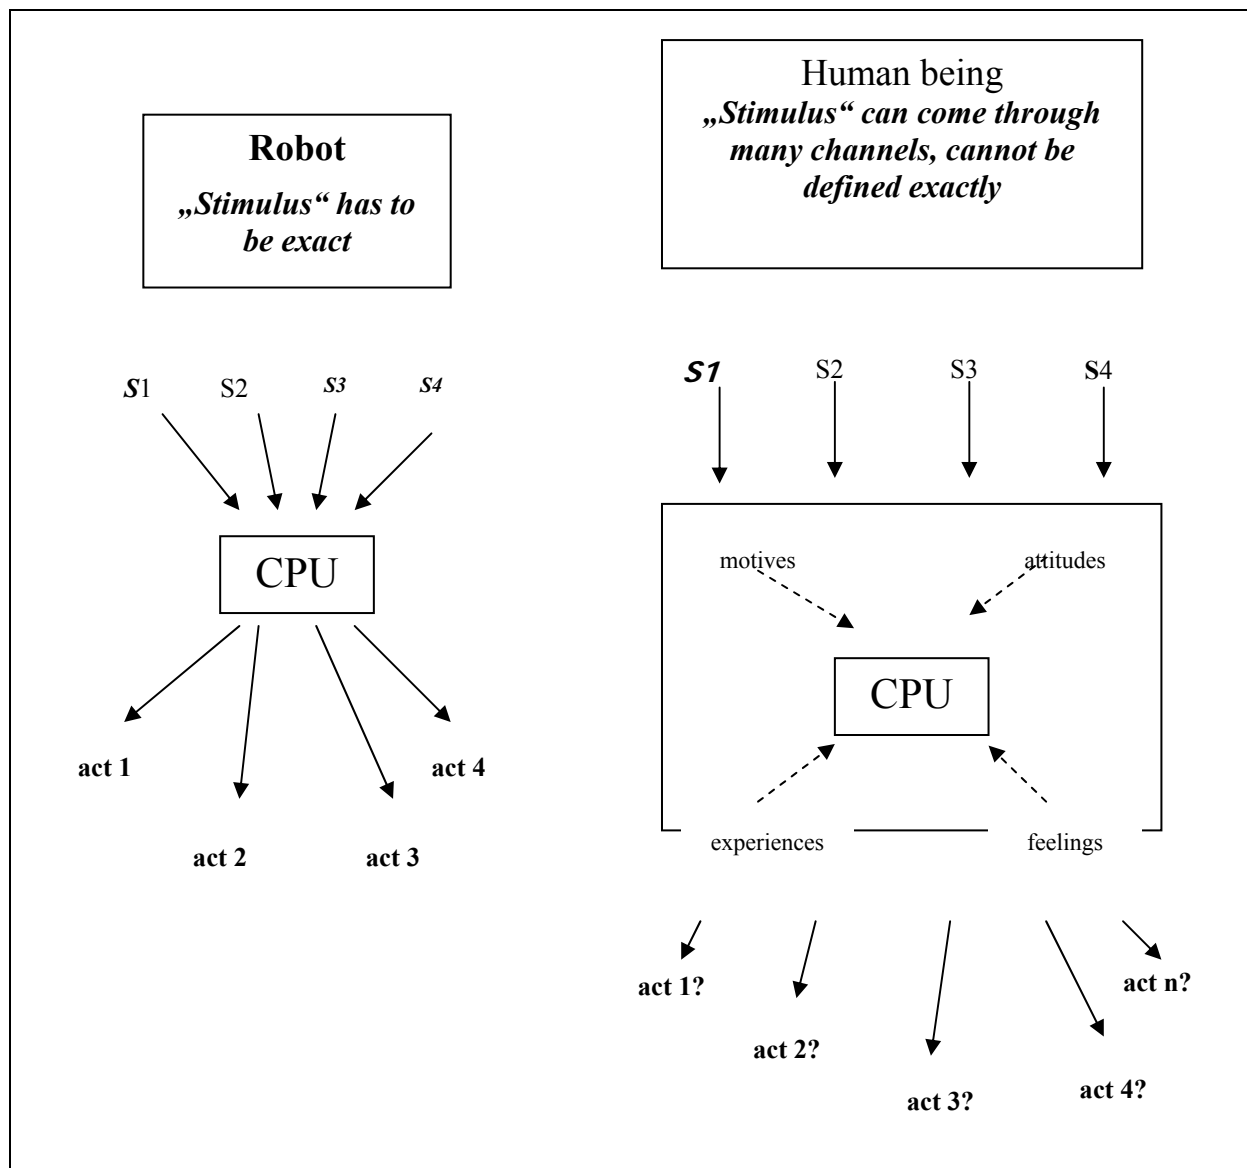 Robot
„Stimulus“ has to
be exact
S1 S2 S3 S4
CPU
act 1
act 4
act 2
act 3
Human being
„Stimulus“ can come through
many channels, cannot be
defined exactly
S1 S2 S3 S4
motives
attitudes
CPU
experiences
feelings
act 1?
act n?
act 2?
act 3?
act 4?